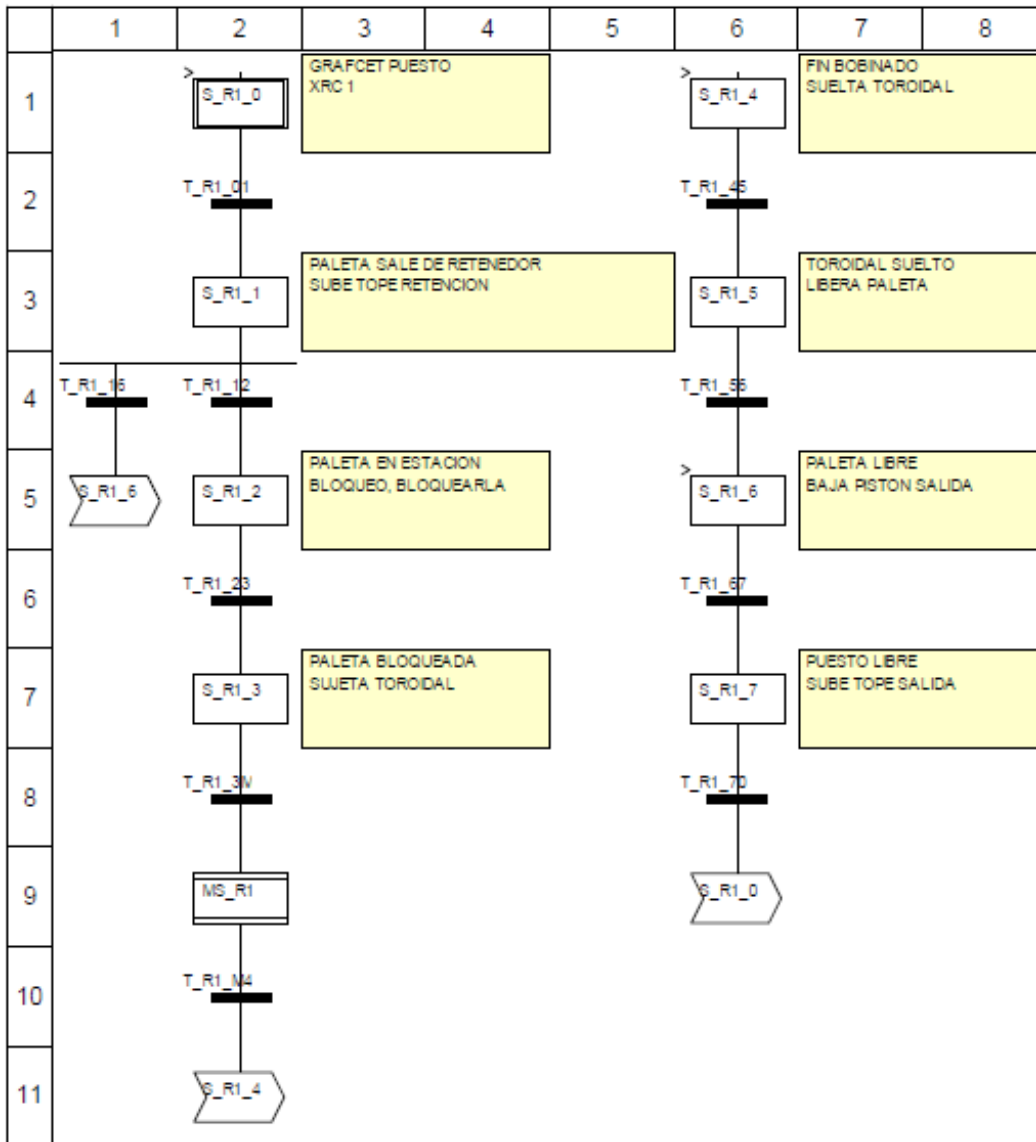 1 2 3 4 5 6 7 8
1
>
S_R1_0
GRAFCET PUESTO
XRC 1
>
S_R1_4
FIN BOBINADO
SUELTA TOROIDAL
2
T_R1_01
T_R1_45
3
S_R1_1
PALETA SALE DE RETENEDOR
SUBE TOPE RETENCION
S_R1_5
TOROIDAL SUELTO
LIBERA PALETA
4
T_R1_16
T_R1_12
T_R1_56
5
S_R1_6
S_R1_2
PALETA EN ESTACION
BLOQUEO, BLOQUEARLA
>
S_R1_6
PALETA LIBRE
BAJA PISTON SALIDA
6
T_R1_23
T_R1_67
7
S_R1_3
PALETA BLOQUEADA
SUJETA TOROIDAL
S_R1_7
PUESTO LIBRE
SUBE TOPE SALIDA
8
T_R1_3M
T_R1_70
9
MS_R1
S_R1_0
10
T_R1_M4
11
S_R1_4